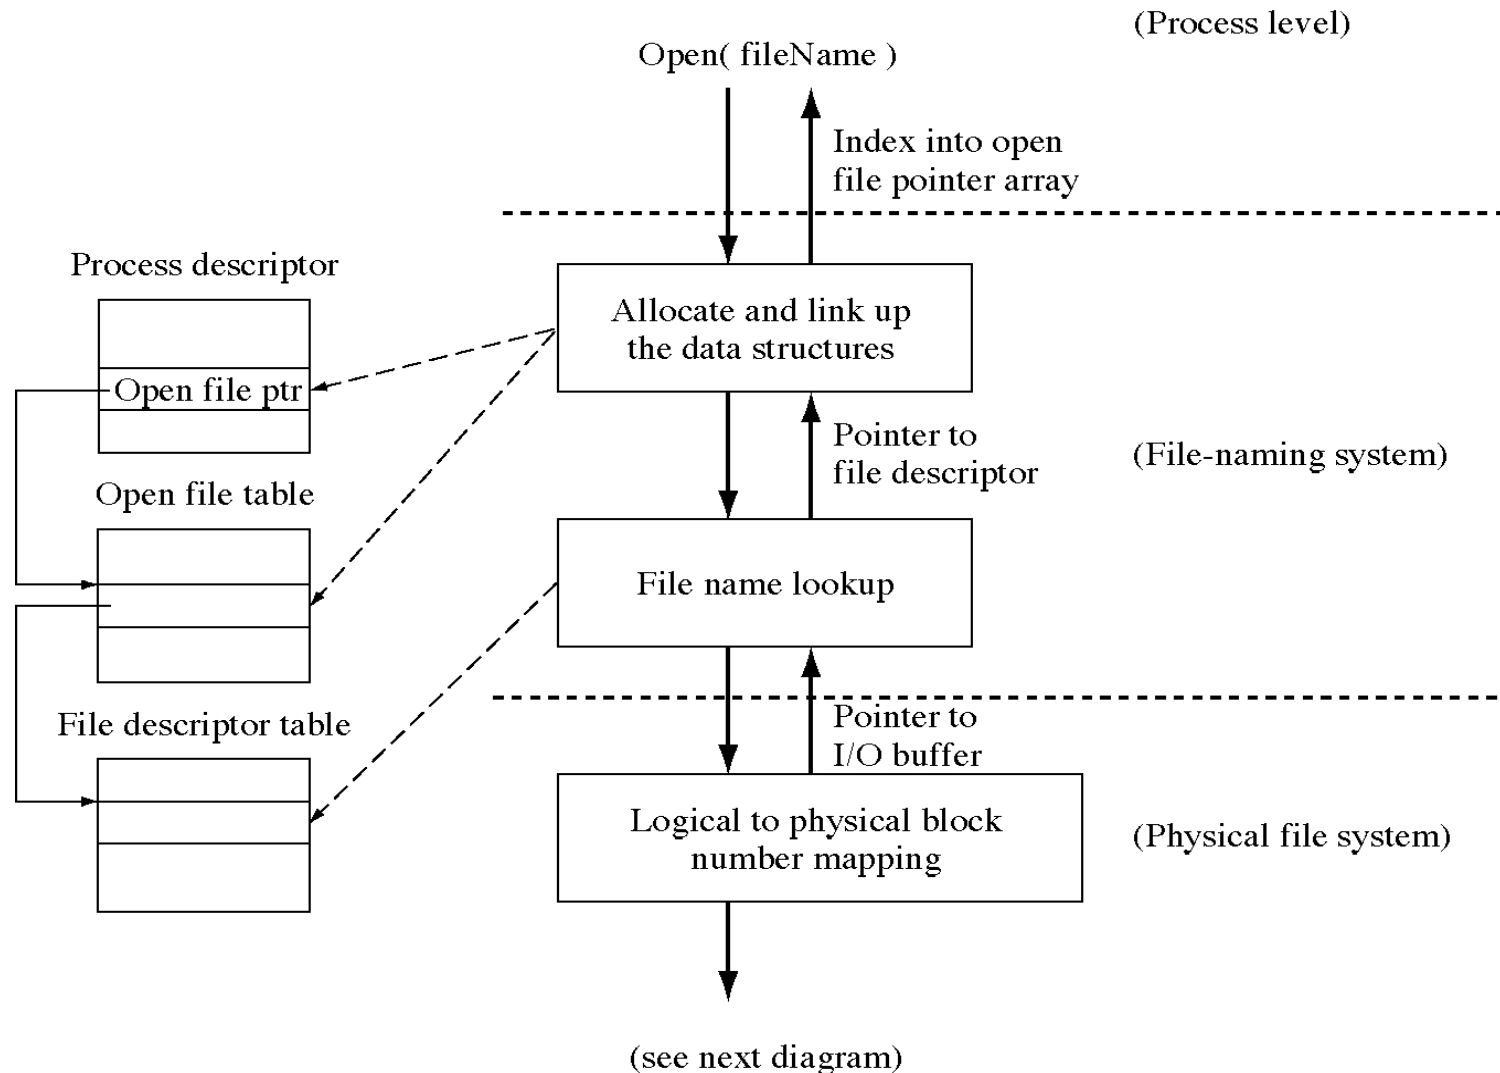 (Process level)
Open( fileName )
Index into open
file pointer array
Process descriptor
Allocate and link up
the data structures
Open file ptr
Pointer to
file descriptor
(File-naming system)
Open file table
File name lookup
File descriptor table
Pointer to
I/O buffer
Logical to physical block
number mapping
(Physical file system)
(see next diagram)